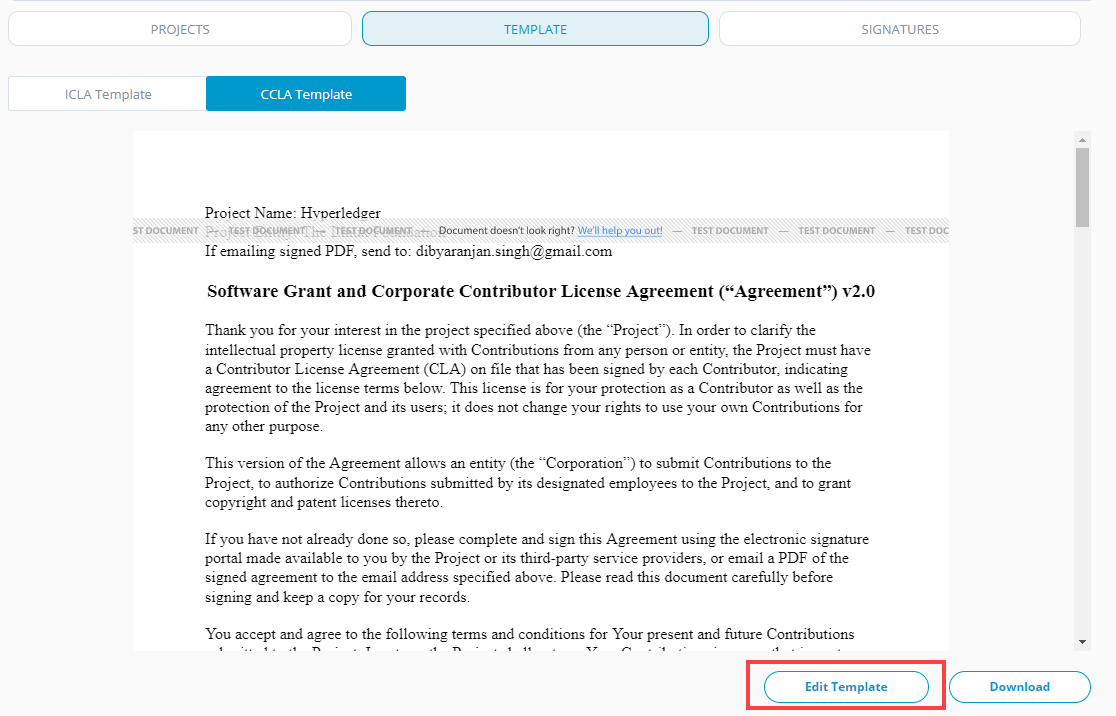 PROJECTS TEMPLATE SIGNATURES
ICLA Template CCLA Template
Project Name: Hyperledger
ST DOCUMENT — TEST DOCUMENT — TEST DOCUMENT — Document doesn't look right? We'll help you out! — TEST DOCUMENT — TEST DOCUMENT — TEST DOC
Project Entity: The Linux Foundation
If emailing signed PDF, send to: dibyaranjan.singh@gmail.com
Software Grant and Corporate Contributor License Agreement (“Agreement”) v2.0
Thank you for your interest in the project specified above (the “Project”). In order to clarify the
intellectual property license granted with Contributions from any person or entity, the Project must have
a Contributor License Agreement (CLA) on file that has been signed by each Contributor, indicating
agreement to the license terms below. This license is for your protection as a Contributor as well as the
protection of the Project and its users; it does not change your rights to use your own Contributions for
any other purpose.
This version of the Agreement allows an entity (the “Corporation”) to submit Contributions to the
Project, to authorize Contributions submitted by its designated employees to the Project, and to grant
copyright and patent licenses thereto.
If you have not already done so, please complete and sign this Agreement using the electronic signature
portal made available to you by the Project or its third-party service providers, or email a PDF of the
signed agreement to the email address specified above. Please read this document carefully before
signing and keep a copy for your records.
You accept and agree to the following terms and conditions for Your present and future Contributions
Edit Template Download